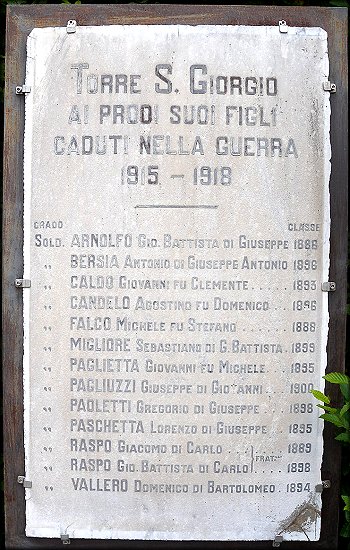 TORRE S. GIORGIO
AI PRODI SUOI FIGLI
CADUTI NELLA GUERRA
1915 - 1918
GRADO CLASSE
SOLD. ARNOLFO GIO. BATTISTA DI GIUSEPPE 1886
„ BERSIA ANTONIO DI GIUSEPPE ANTONIO 1896
„ CALDO GIOVANNI FU CLEMENTE ...... 1893
„ CANDELO AGOSTINO FU DOMENICO ... 1896
„ FALCO MICHELE FU STEFANO ....... 1888
„ MIGLIORE SEBASTIANO DI G. BATTISTA . 1899
„ PAGLIETTA GIOVANNI FU MICHELE .... 1895
„ PAGLIUZZI GIUSEPPE DI GIOVANNI ... 1900
„ PAOLETTI GREGORIO DI GIUSEPPE ... 1898
„ PASCHETTA LORENZO DI GIUSEPPE ... 1895
„ RASPO GIACOMO DI CARLO ..... 1889
FRAT.
„ RASPO GIO. BATTISTA DI CARLO .... 1898
„ VALLERO DOMENICO DI BARTOLOMEO . 1894